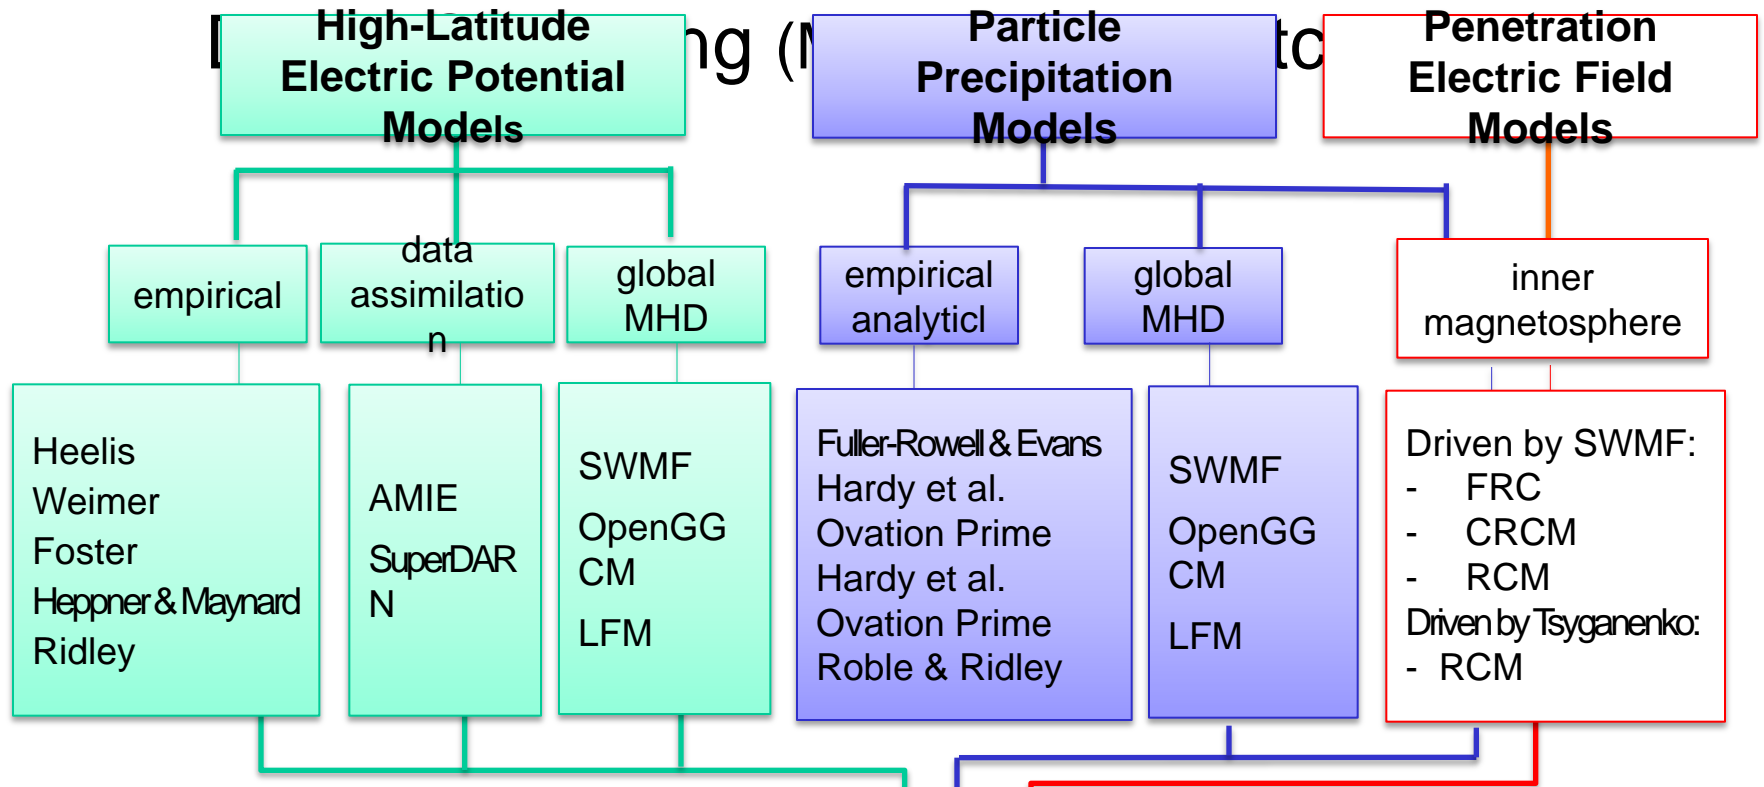 ng (M
tc
High-Latitude
Electric Potential
Models
Particle
Precipitation
Models
Penetration
Electric Field
Models
empirical
data
assimilatio
n
global
MHD
empirical
analyticl
global
MHD
inner
magnetosphere
Heelis
Weimer
Foster
Heppner & Maynard
Ridley
AMIE
SuperDAR
N
SWMF
OpenGG
CM
LFM
Fuller-Rowell & Evans
Hardy et al.
Ovation Prime
Hardy et al.
Ovation Prime
Roble & Ridley
SWMF
OpenGG
CM
LFM
Driven by SWMF:
- FRC
- CRCM
- RCM
Driven by Tsyganenko:
- RCM